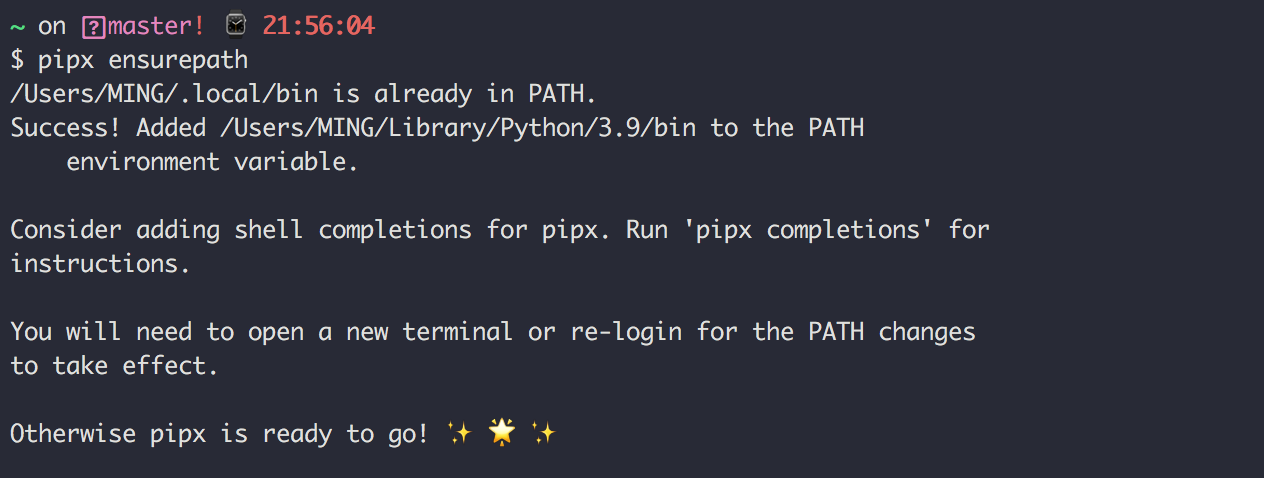 ~ on master! ⌚ 21:56:04
$ pipx ensurepath
/Users/MING/.local/bin is already in PATH.
Success! Added /Users/MING/Library/Python/3.9/bin to the PATH
    environment variable.

Consider adding shell completions for pipx. Run 'pipx completions' for
instructions.

You will need to open a new terminal or re-login for the PATH changes
to take effect.

Otherwise pipx is ready to go! ✨ 🌟 ✨